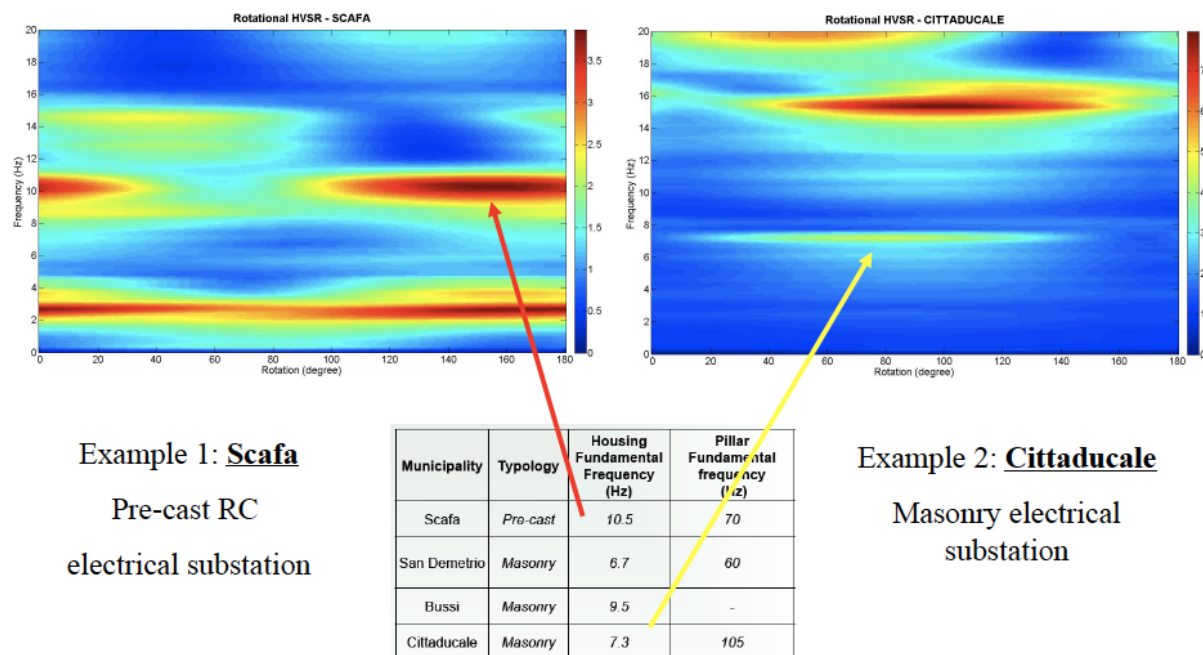 Rotational HVSR - SCAFA
20
18
16
14
12
10
8
6
4
2
0
Frequency (Hz)
0 20 40 60 80 100 120 140 160 180
Rotation (degree)
3.5
3
2.5
2
1.5
1
0.5
0
Rotational HVSR - CITTADUCALE
20
18
16
14
12
10
8
6
4
2
0
Frequency (Hz)
0 20 40 60 80 100 120 140 160 180
Rotation (degree)
Example 1: Scafa
Pre-cast RC
electrical substation
Municipality Typology Housing Fundamental Frequency (Hz) Pillar Fundamental frequency (Hz)
Scafa Pre-cast 10.5 70
San Demetrio Masonry 6.7 60
Bussi Masonry 9.5 -
Cittaducale Masonry 7.3 105
Example 2: Cittaducale
Masonry electrical
substation